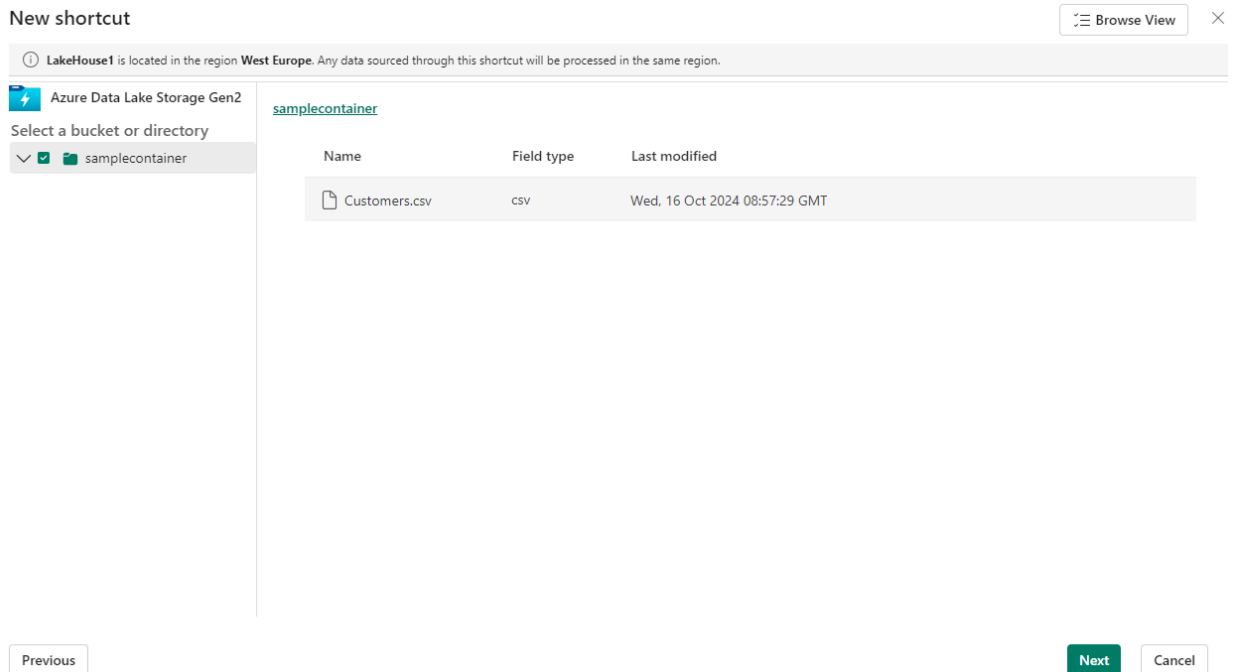 New shortcut
Browse View
LakeHouse1 is located in the region West Europe. Any data sourced through this shortcut will be processed in the same region.
Azure Data Lake Storage Gen2
Select a bucket or directory
samplecontainer
samplecontainer
Name Field type Last modified
Customers.csv csv Wed, 16 Oct 2024 08:57:29 GMT
Previous
Next
Cancel